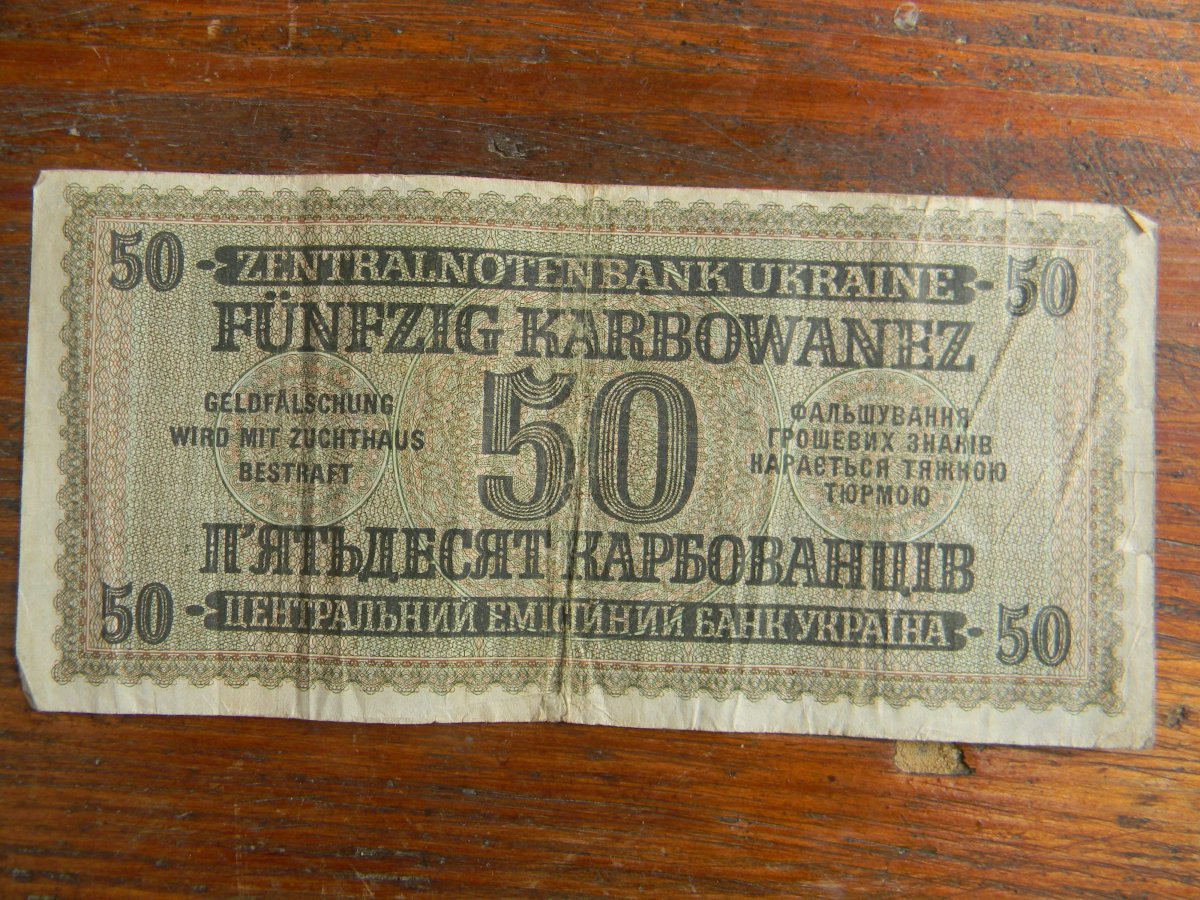 50 ZENTRALNOTENBANK UKRAINE 50
FÜNFZIG KARBOWANEZ
GELDFÄLSCHUNG
WIRD MIT ZUCHTHAUS
BESTRAFT
50
ФАЛЬШУВАННЯ
ГРОШЕВИХ ЗНАКІВ
КАРАЄТЬСЯ ТЯЖКОЮ
ТЮРМОЮ
П'ЯТЬДЕСЯТ КАРБОВАНЦІВ
50 ЦЕНТРАЛЬНИЙ ЕМІСІЙНИЙ БАНК УКРАЇНА 50